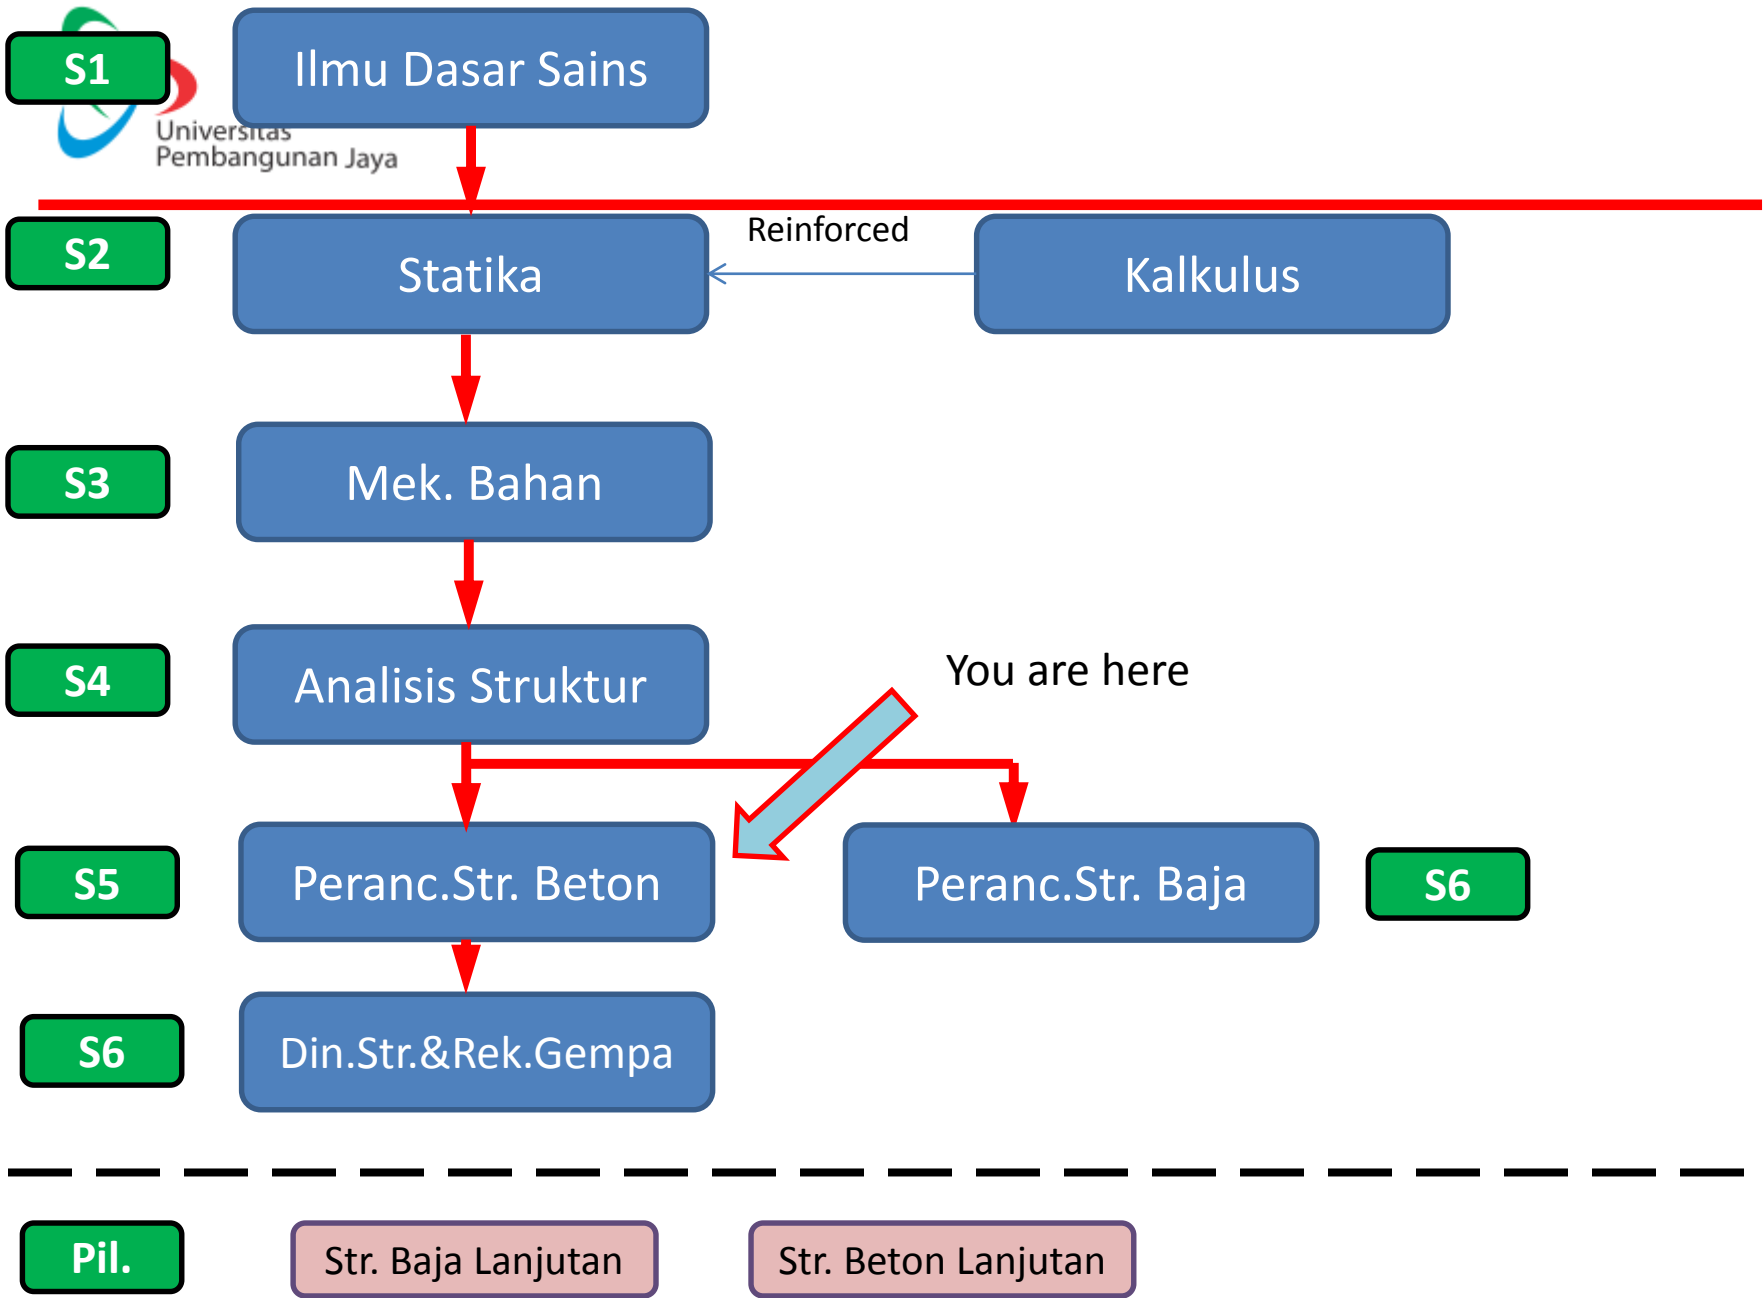 S1
Ilmu Dasar Sains
Universitas
Pembangunan Jaya
S2
Statika
Reinforced
Kalkulus
S3
Mek. Bahan
S4
Analisis Struktur
You are here
S5
Peranc.Str. Beton
Peranc.Str. Baja
S6
S6
Din.Str.&Rek.Gempa
Pil.
Str. Baja Lanjutan
Str. Beton Lanjutan